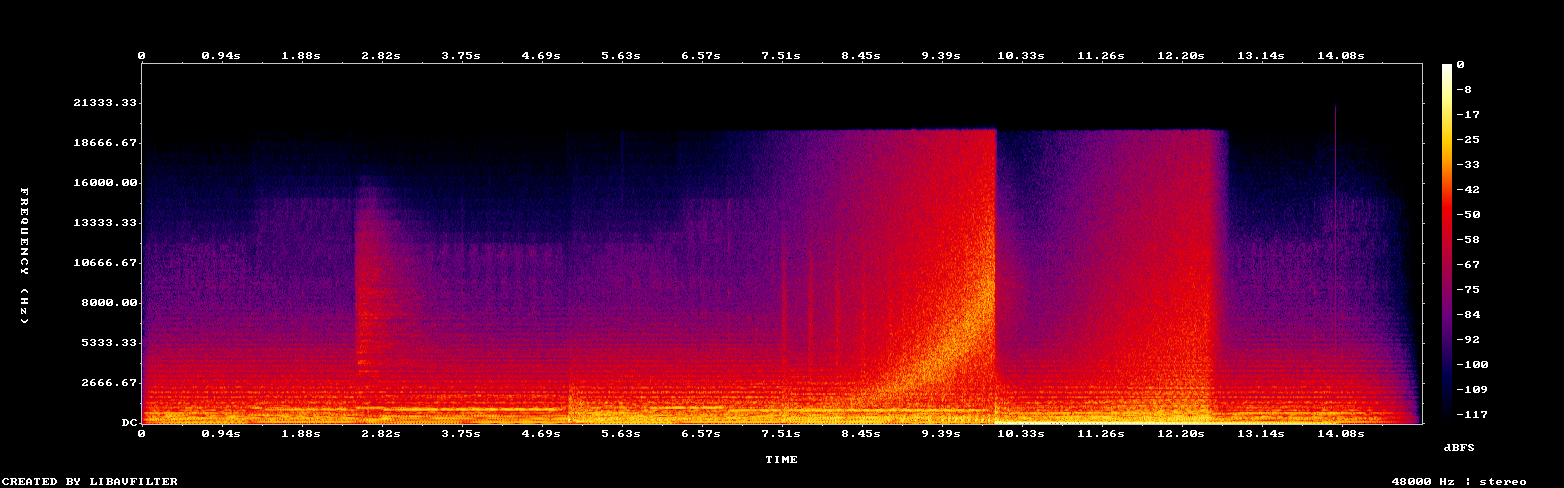 0 0.94s 1.88s 2.82s 3.75s 4.69s 5.63s 6.57s 7.51s 8.45s 9.39s 10.33s 11.26s 12.20s 13.14s 14.08s
21333.33
18666.67
16000.00
13333.33
10666.67
8000.00
5333.33
2666.67
DC
FREQUENCY (Hz)
0
-8
-17
-25
-33
-42
-50
-58
-67
-75
-84
-92
-100
-109
-117
dBFS
0 0.94s 1.88s 2.82s 3.75s 4.69s 5.63s 6.57s 7.51s 8.45s 9.39s 10.33s 11.26s 12.20s 13.14s 14.08s
TIME
CREATED BY LIBAVFILTER
48000 Hz | stereo